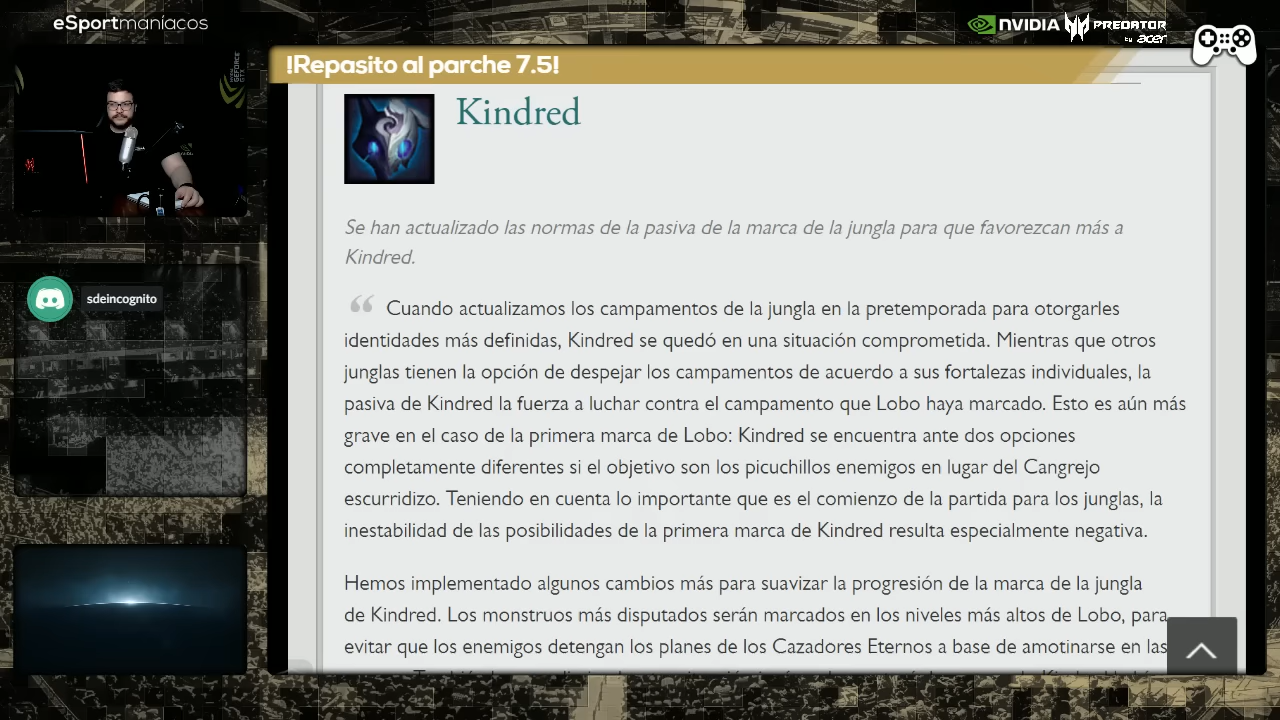 eSportmaníacos
NVIDIA
PREDATOR
by acer
!Repasito al parche 7.5!
Kindred
Se han actualizado las normas de la pasiva de la marca de la jungla para que favorezcan más a
Kindred.
Cuando actualizamos los campamentos de la jungla en la pretemporada para otorgarles
identidades más definidas, Kindred se quedó en una situación comprometida. Mientras que otros
junglas tienen la opción de despejar los campamentos de acuerdo a sus fortalezas individuales, la
pasiva de Kindred la fuerza a luchar contra el campamento que Lobo haya marcado. Esto es aún más
grave en el caso de la primera marca de Lobo: Kindred se encuentra ante dos opciones
completamente diferentes si el objetivo son los picuchillos enemigos en lugar del Cangrejo
escurridizo. Teniendo en cuenta lo importante que es el comienzo de la partida para los junglas, la
inestabilidad de las posibilidades de la primera marca de Kindred resulta especialmente negativa.
Hemos implementado algunos cambios más para suavizar la progresión de la marca de la jungla
de Kindred. Los monstruos más disputados serán marcados en los niveles más altos de Lobo, para
evitar que los enemigos detengan los planes de los Cazadores Eternos a base de amotinarse en las
sdeincognito